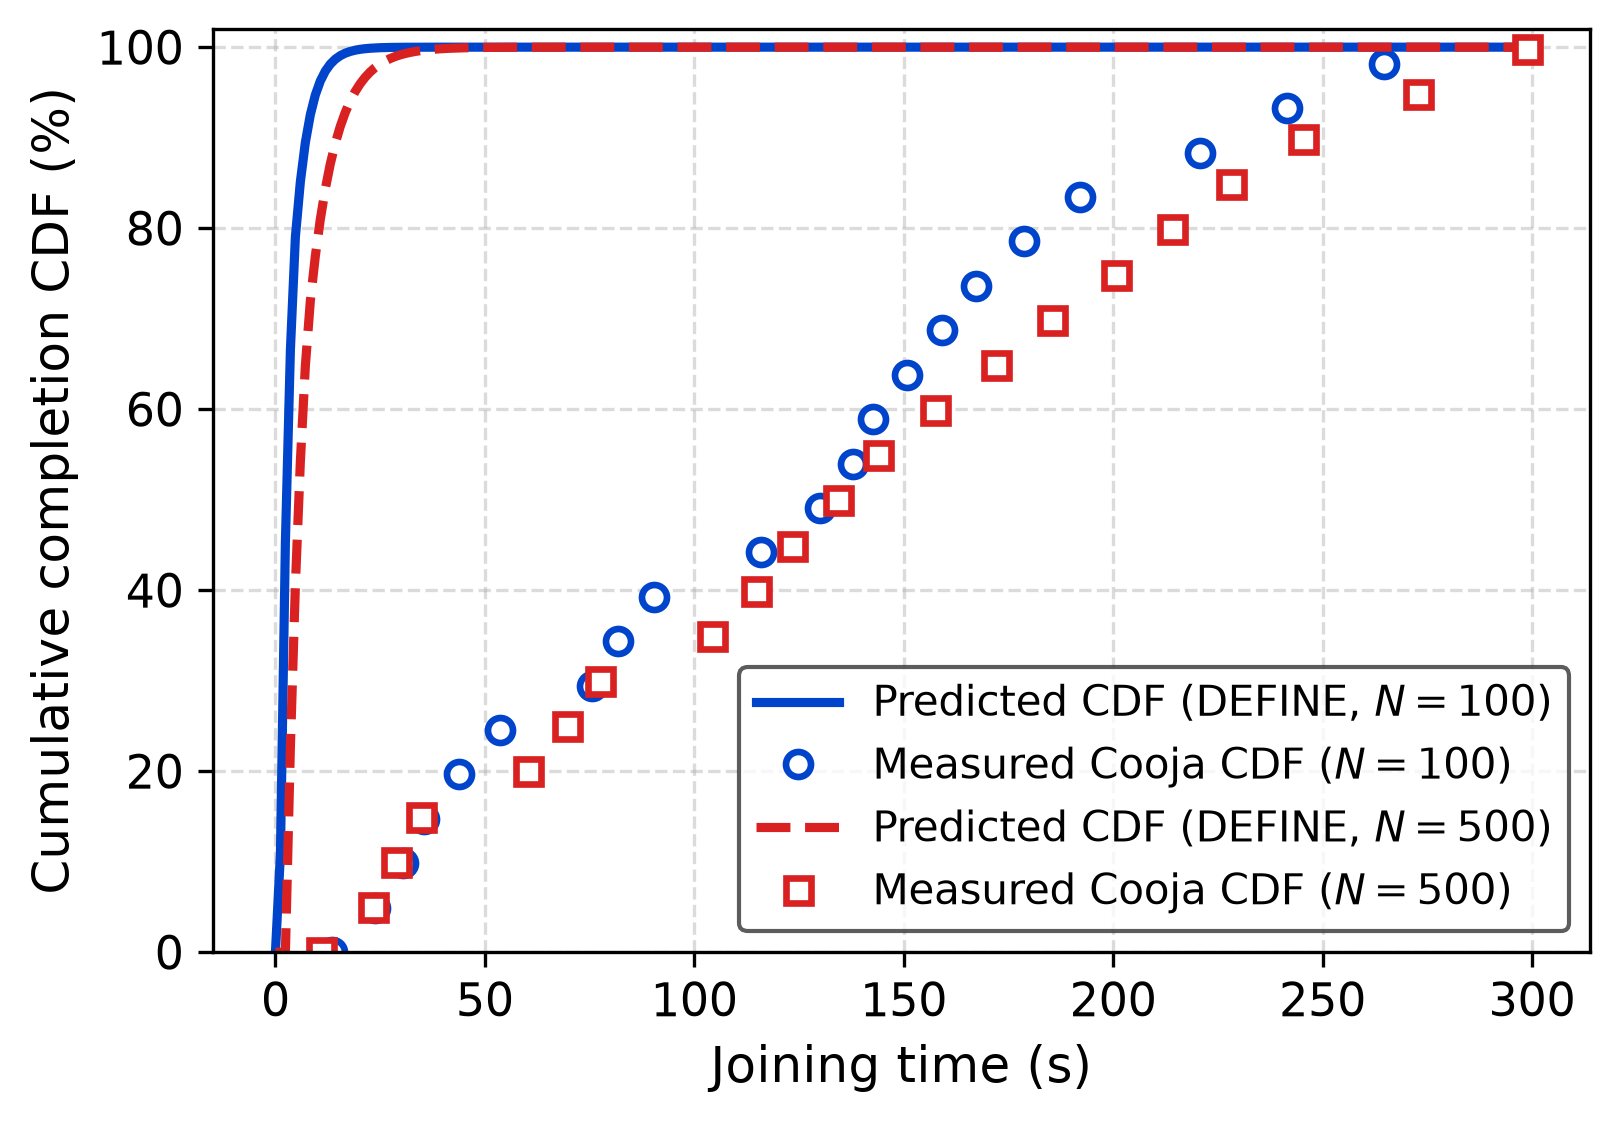 Cumulative completion CDF (%)
100
80
60
40
20
0
0 50 100 150 200 250 300
Joining time (s)
Predicted CDF (DEFINE, N = 100)
Measured Cooja CDF (N = 100)
Predicted CDF (DEFINE, N = 500)
Measured Cooja CDF (N = 500)